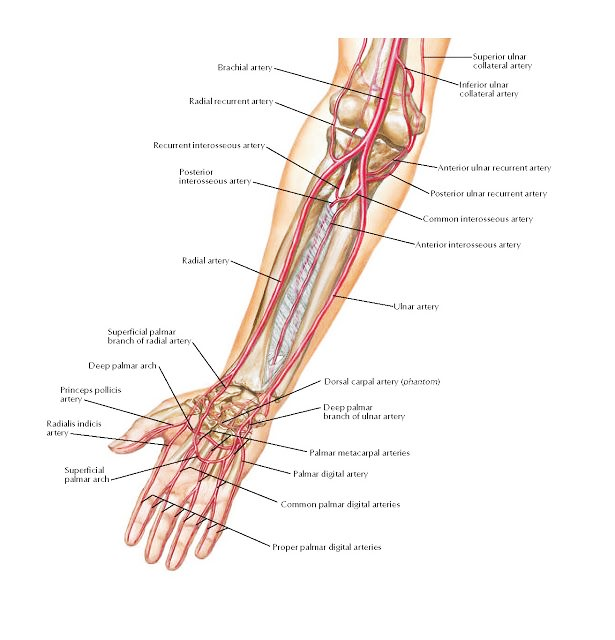 Superior ulnar
collateral artery
Brachial artery
Inferior ulnar
collateral artery
Radial recurrent artery
Recurrent interosseous artery
Anterior ulnar recurrent artery
Posterior
interosseous artery
Posterior ulnar recurrent artery
Common interosseous artery
Anterior interosseous artery
Radial artery
Ulnar artery
Superficial palmar
branch of radial artery
Deep palmar arch
Dorsal carpal artery (phantom)
Princeps pollicis
artery
Deep palmar
branch of ulnar artery
Radialis indicis
artery
Palmar metacarpal arteries
Superficial
palmar arch
Palmar digital artery
Common palmar digital arteries
Proper palmar digital arteries